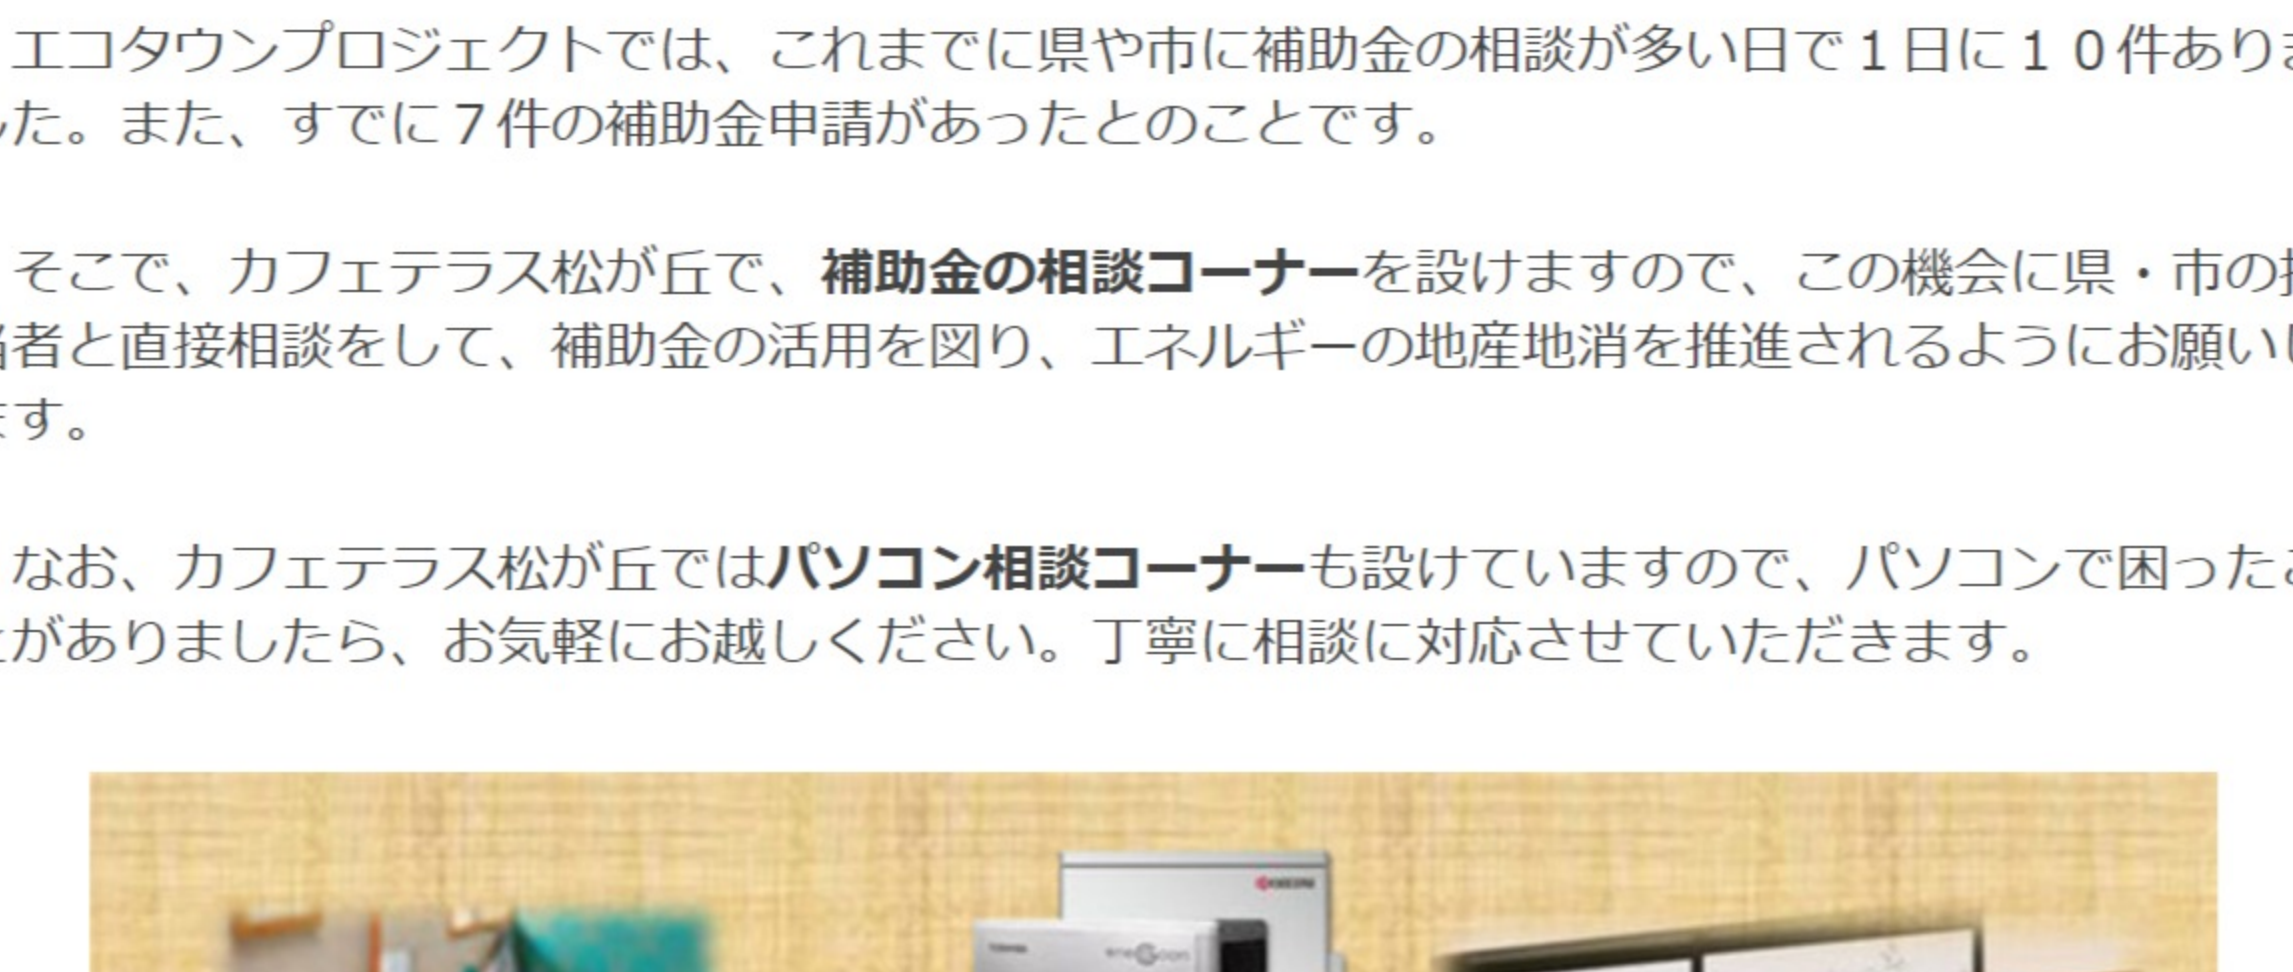 エコタウンプロジェクトでは、これまでに県や市に補助金の相談が多い日で１日に１０件ありま
した。また、すでに７件の補助金申請があったとのことです。
そこで、カフェテラス松が丘で、補助金の相談コーナーを設けますので、この機会に県・市の担
当者と直接相談をして、補助金の活用を図り、エネルギーの地産地消を推進されるようにお願いし
ます。
なお、カフェテラス松が丘ではパソコン相談コーナーも設けていますので、パソコンで困ったこ
とがありましたら、お気軽にお越しください。丁寧に相談に対応させていただきます。
KYOCERA
TOSHIBA